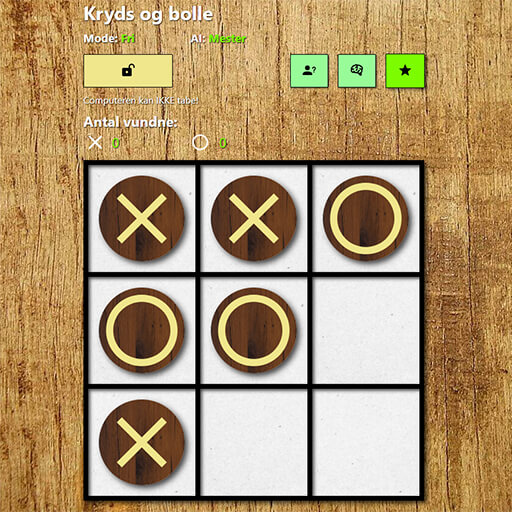 Kryds og bolle
Mode: Fri AI: Mester
Computeren kan IKKE tabe!
Antal vundne:
0 0